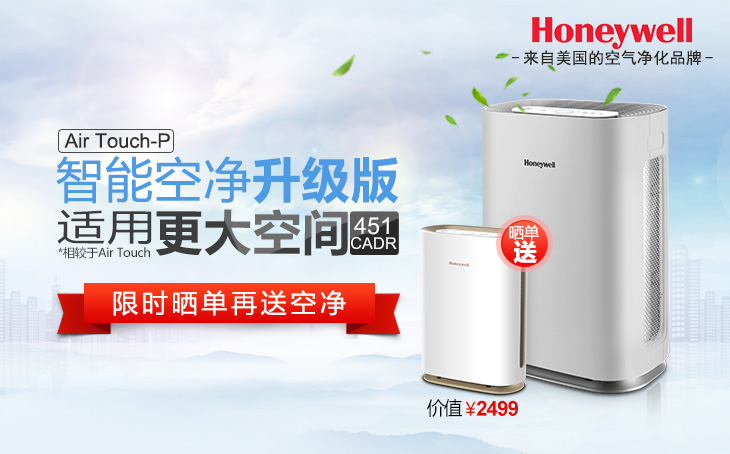 Honeywell
-来自美国的空气净化品牌-
Air Touch-P
智能空净升级版
适用更大空间
451
CADR
*相较于Air Touch
限时晒单再送空净
Honeywell
晒单
送
Honeywell
价值¥2499